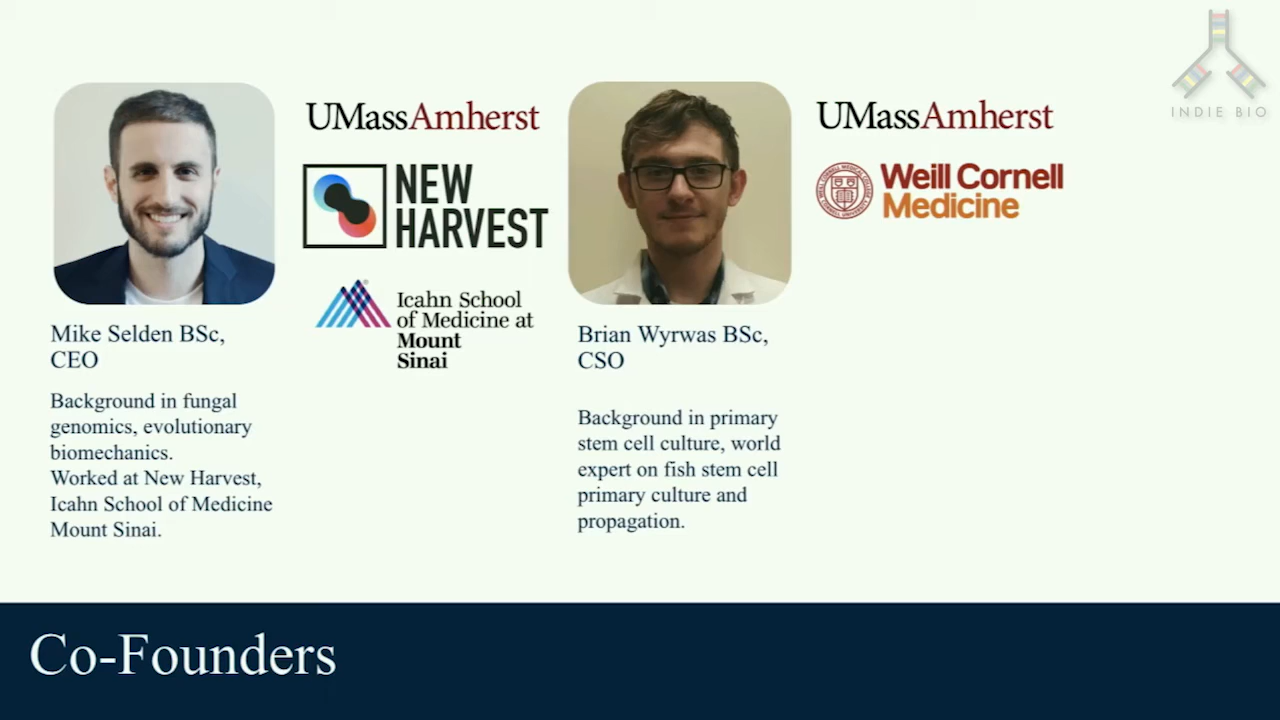 INDIE BIO
UMassAmherst
NEW
HARVEST
Icahn School
of Medicine at
Mount
Sinai
Mike Selden BSc,
CEO
Background in fungal
genomics, evolutionary
biomechanics.
Worked at New Harvest,
Icahn School of Medicine
Mount Sinai.
UMassAmherst
Weill Cornell
Medicine
Brian Wyrwas BSc,
CSO
Background in primary
stem cell culture, world
expert on fish stem cell
primary culture and
propagation.
Co-Founders